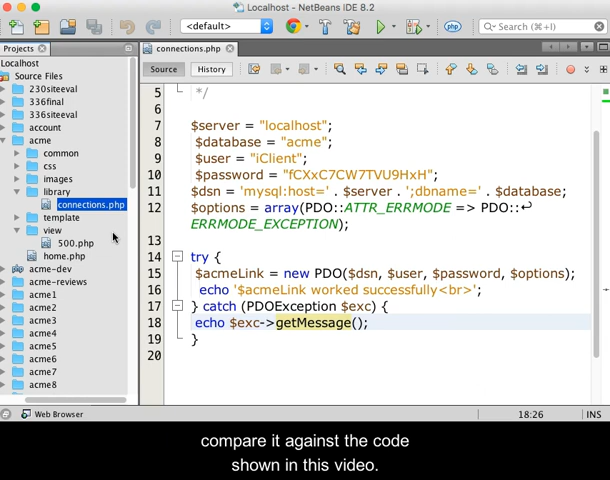 Localhost - NetBeans IDE 8.2
<default>
php
Search (⌘+I)
Projects
connections.php
Source
History
Localhost
Source Files
230siteeval
336final
336siteeval
account
acme
common
css
images
library
connections.php
template
view
500.php
home.php
acme-dev
acme-reviews
acme1
acme2
acme3
acme4
acme5
acme6
acme7
acme8
5 */
6
7 $server = "localhost";
8 $database = "acme";
9 $user = "iClient";
10 $password = "fCXxC7CW7TVU9HxH";
11 $dsn = 'mysql:host=' . $server . ';dbname=' . $database;
12 $options = array(PDO::ATTR_ERRMODE => PDO::↩
ERRMODE_EXCEPTION);
13
14 try {
15 $acmeLink = new PDO($dsn, $user, $password, $options);
16 echo '$acmeLink worked successfully<br>';
17 } catch (PDOException $exc) {
18 echo $exc->getMessage();
19 }
20
Web Browser
18:26
INS
compare it against the code
shown in this video.